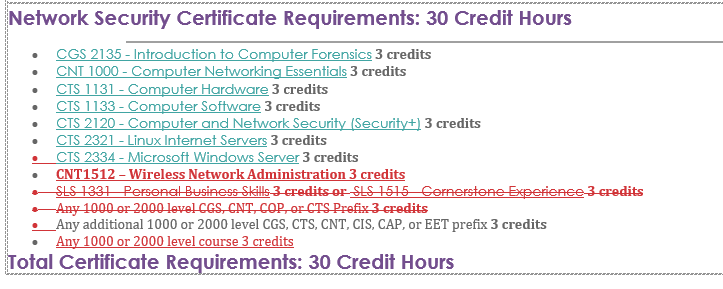 Network Security Certificate Requirements: 30 Credit Hours
• CGS 2135 - Introduction to Computer Forensics 3 credits
• CNT 1000 - Computer Networking Essentials 3 credits
• CTS 1131 - Computer Hardware 3 credits
• CTS 1133 - Computer Software 3 credits
• CTS 2120 - Computer and Network Security (Security+) 3 credits
• CTS 2321 - Linux Internet Servers 3 credits
• CTS 2334 - Microsoft Windows Server 3 credits
• CNT1512 – Wireless Network Administration 3 credits
• SLS 1331 - Personal Business Skills 3 credits or SLS 1515 - Cornerstone Experience 3 credits
• Any 1000 or 2000 level CGS, CNT, COP, or CTS Prefix 3 credits
• Any additional 1000 or 2000 level CGS, CTS, CNT, CIS, CAP, or EET prefix 3 credits
• Any 1000 or 2000 level course 3 credits
Total Certificate Requirements: 30 Credit Hours